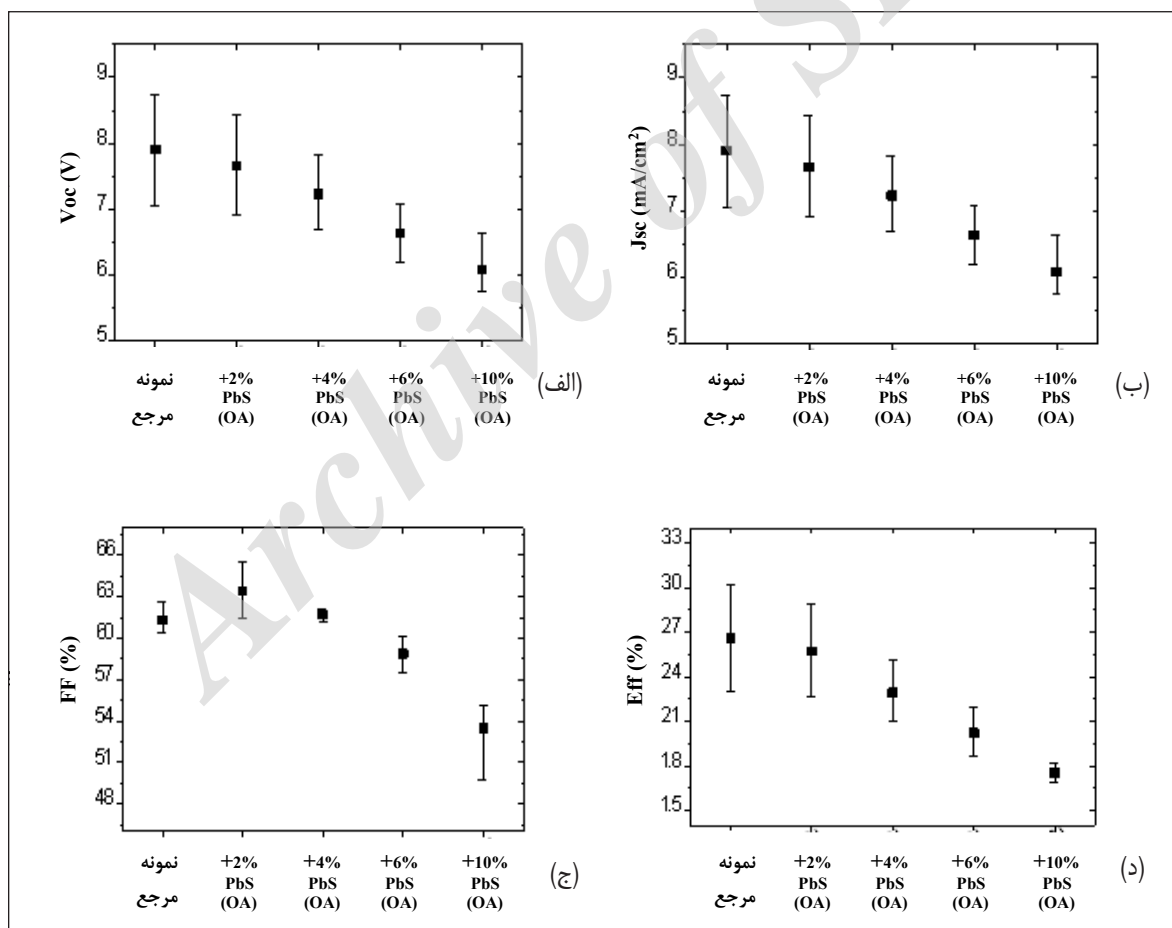 9
8
7
6
5
Voc (V)
نمونه مرجع
+2% PbS (OA)
+4% PbS (OA)
+6% PbS (OA)
+10% PbS (OA)
(الف)
9
8
7
6
5
Jsc (mA/cm²)
نمونه مرجع
+2% PbS (OA)
+4% PbS (OA)
+6% PbS (OA)
+10% PbS (OA)
(ب)
66
63
60
57
54
51
48
FF (%)
نمونه مرجع
+2% PbS (OA)
+4% PbS (OA)
+6% PbS (OA)
+10% PbS (OA)
(ج)
33
30
27
24
21
1.8
1.5
Eff (%)
نمونه مرجع
+2% PbS (OA)
+4% PbS (OA)
+6% PbS (OA)
+10% PbS (OA)
(د)
Archive of